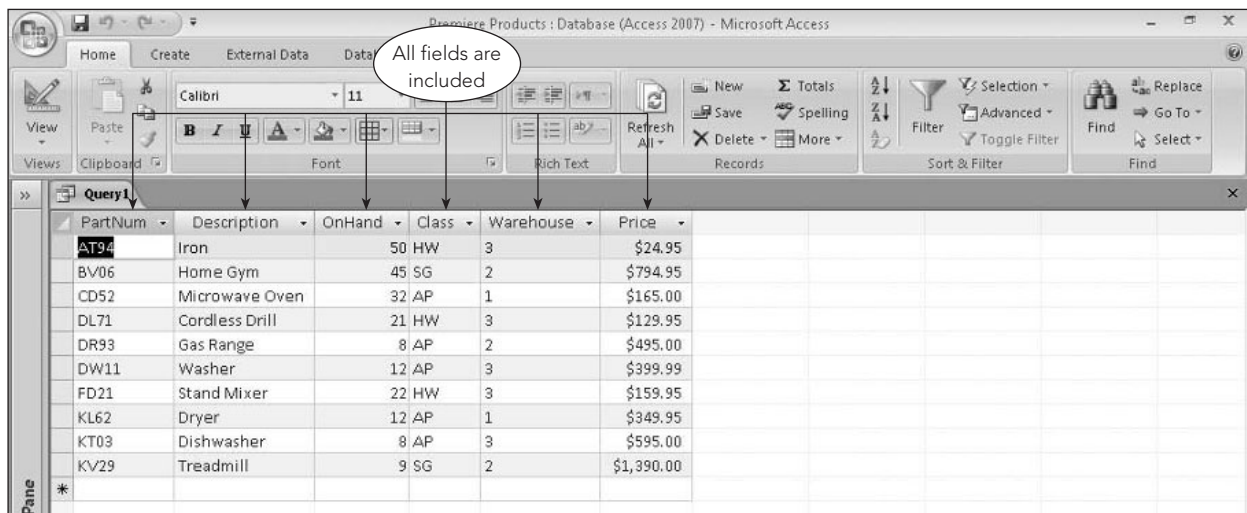 Premiere Products : Database (Access 2007) - Microsoft Access
Home Create External Data Datab
All fields are
included
View
Views
Paste
Clipboard
Calibri 11
B I U A
Font
Rich Text
Refresh
All
New Σ Totals
Save Spelling
Delete More
Records
Filter
Selection
Advanced
Toggle Filter
Sort & Filter
Find
Replace
Go To
Select
Find
Query1
PartNum Description OnHand Class Warehouse Price
AT94 Iron 50 HW 3 $24.95
BV06 Home Gym 45 SG 2 $794.95
CD52 Microwave Oven 32 AP 1 $165.00
DL71 Cordless Drill 21 HW 3 $129.95
DR93 Gas Range 8 AP 2 $495.00
DW11 Washer 12 AP 3 $399.99
FD21 Stand Mixer 22 HW 3 $159.95
KL62 Dryer 12 AP 1 $349.95
KT03 Dishwasher 8 AP 3 $595.00
KV29 Treadmill 9 SG 2 $1,390.00
*
Pane